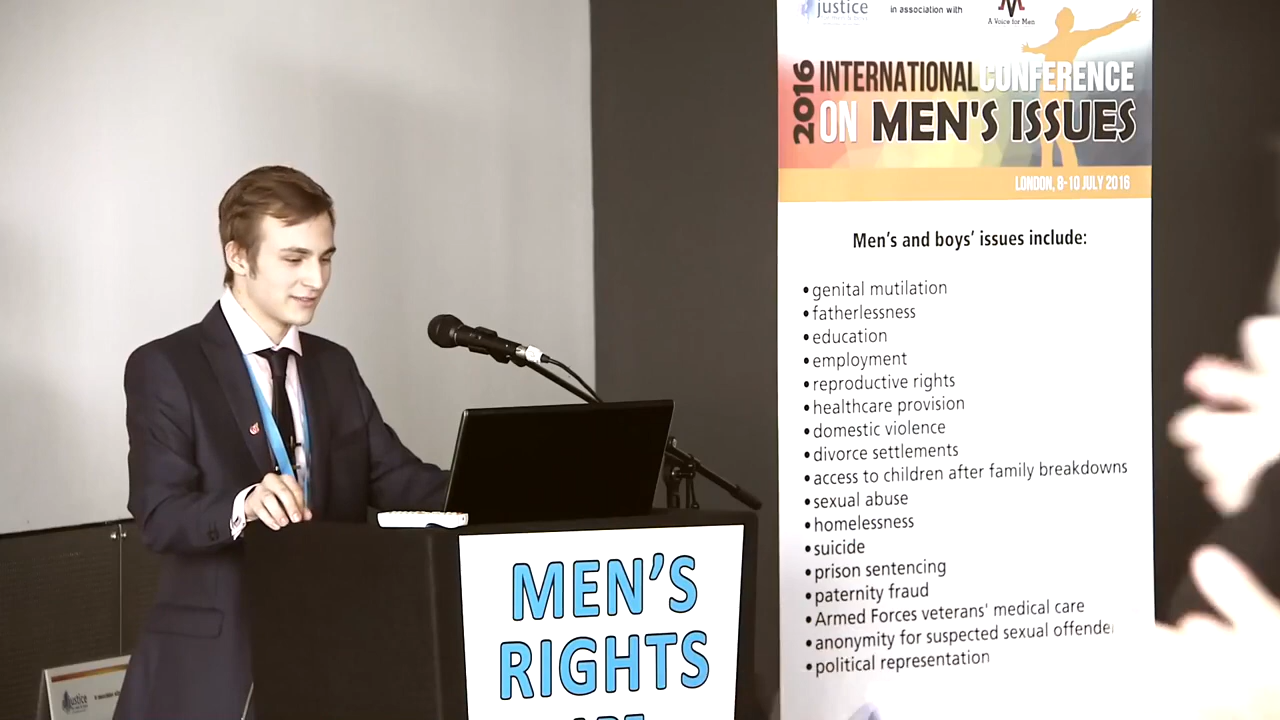 justice
in association with
A Voice for Men
2016
INTERNATIONAL CONFERENCE
ON MEN'S ISSUES
LONDON, 8-10 JULY 2016
Men's and boys' issues include:
• genital mutilation
• fatherlessness
• education
• employment
• reproductive rights
• healthcare provision
• domestic violence
• divorce settlements
• access to children after family breakdowns
• sexual abuse
• homelessness
• suicide
• prison sentencing
• paternity fraud
• Armed Forces veterans' medical care
• anonymity for suspected sexual offende
• political representation
MEN'S
RIGHTS
ARE
justice